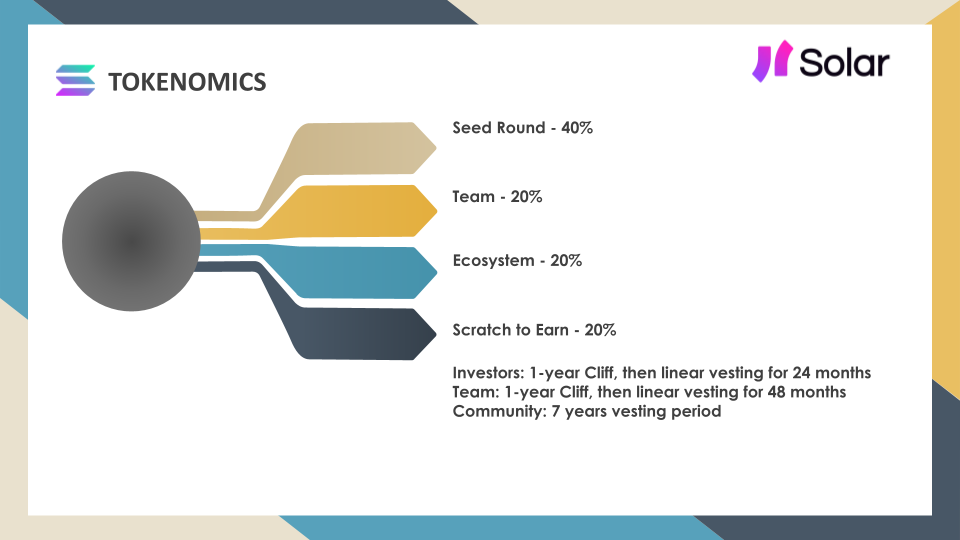 Solar
TOKENOMICS
Seed Round - 40%
Team - 20%
Ecosystem - 20%
Scratch to Earn - 20%
Investors: 1-year Cliff, then linear vesting for 24 months
Team: 1-year Cliff, then linear vesting for 48 months
Community: 7 years vesting period